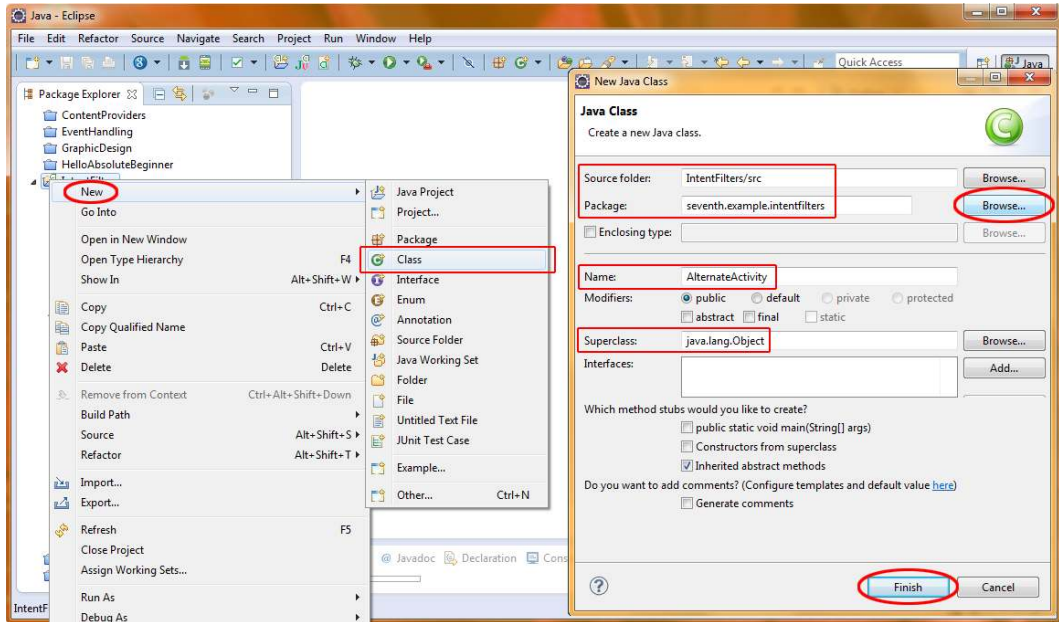 Java - Eclipse
File Edit Refactor Source Navigate Search Project Run Window Help
Quick Access
Java
Package Explorer
ContentProviders
EventHandling
GraphicDesign
HelloAbsoluteBeginner
New
Go Into
Open in New Window
Open Type Hierarchy F4
Show In Alt+Shift+W
Copy Ctrl+C
Copy Qualified Name
Paste Ctrl+V
Delete Delete
Remove from Context Ctrl+Alt+Shift+Down
Build Path
Source Alt+Shift+S
Refactor Alt+Shift+T
Import...
Export...
Refresh F5
Close Project
Assign Working Sets...
Run As
Debug As
IntentF
Java Project
Project...
Package
Class
Interface
Enum
Annotation
Source Folder
Java Working Set
Folder
File
Untitled Text File
JUnit Test Case
Example...
Other... Ctrl+N
@ Javadoc Declaration Cons
New Java Class
Java Class
Create a new Java class.
Source folder: IntentFilters/src Browse...
Package: seventh.example.intentfilters Browse...
Enclosing type: Browse...
Name: AlternateActivity
Modifiers: public default private protected
abstract final static
Superclass: java.lang.Object Browse...
Interfaces: Add...
Which method stubs would you like to create?
public static void main(String[] args)
Constructors from superclass
Inherited abstract methods
Do you want to add comments? (Configure templates and default value here)
Generate comments
Finish Cancel